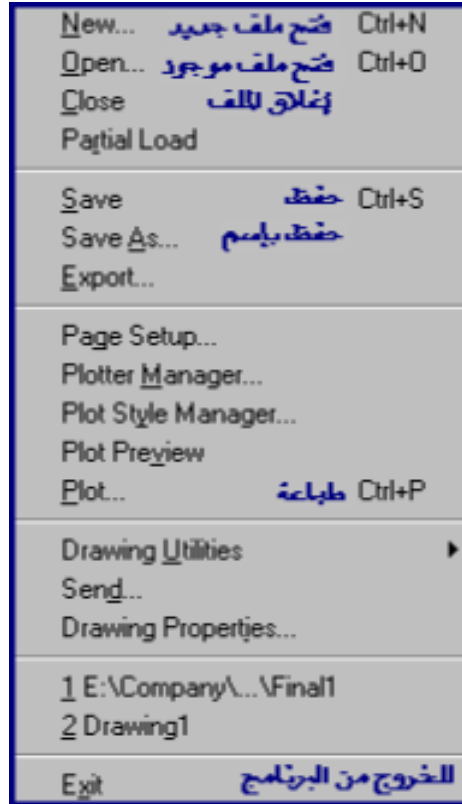 New... فتح ملف جديد Ctrl+N
Open... فتح ملف موجود Ctrl+O
Close إغلاق الملف
Partial Load
Save حفظ Ctrl+S
Save As... حفظ بإسم
Export...
Page Setup...
Plotter Manager...
Plot Style Manager...
Plot Preview
Plot... طباعة Ctrl+P
Drawing Utilities
Send...
Drawing Properties...
1 E:\Company\...\Final1
2 Drawing1
Exit للخروج من البرنامج